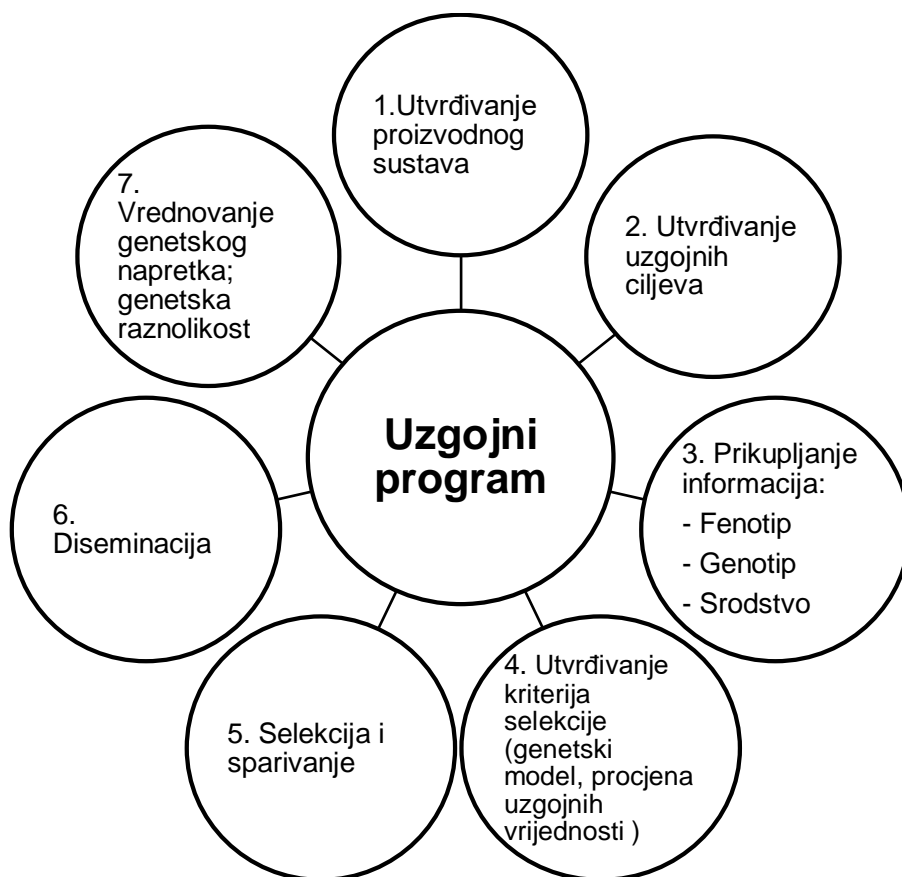 1.Utvrđivanje
proizvodnog
sustava
2. Utvrđivanje
uzgojnih
ciljeva
3. Prikupljanje
informacija:
- Fenotip
- Genotip
- Srodstvo
4. Utvrđivanje
kriterija
selekcije
(genetski
model, procjena
uzgojnih
vrijednosti )
5. Selekcija i
sparivanje
6.
Diseminacija
7.
Vrednovanje
genetskog
napretka;
genetska
raznolikost
Uzgojni
program